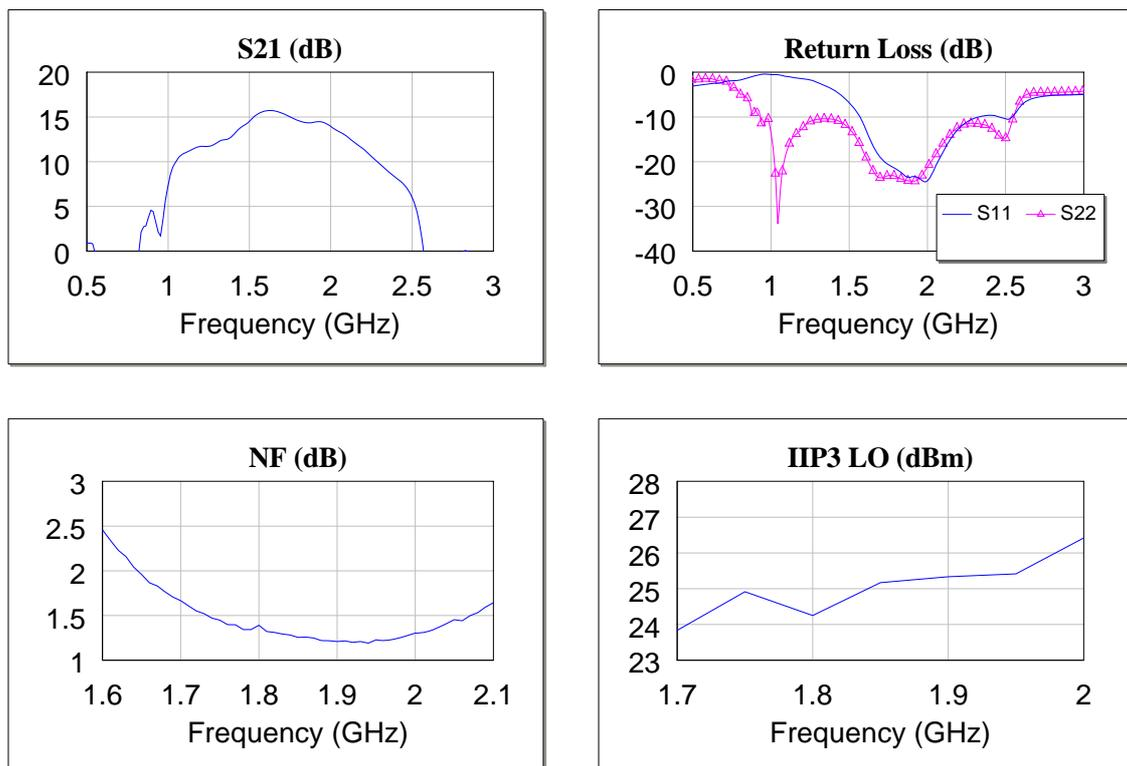 S21 (dB)
20
15
10
5
0
0.5 1 1.5 2 2.5 3
Frequency (GHz)
Return Loss (dB)
0
-10
-20
-30
-40
S11 S22
0.5 1 1.5 2 2.5 3
Frequency (GHz)
NF (dB)
3
2.5
2
1.5
1
1.6 1.7 1.8 1.9 2 2.1
Frequency (GHz)
IIP3 LO (dBm)
28
27
26
25
24
23
1.7 1.8 1.9 2
Frequency (GHz)